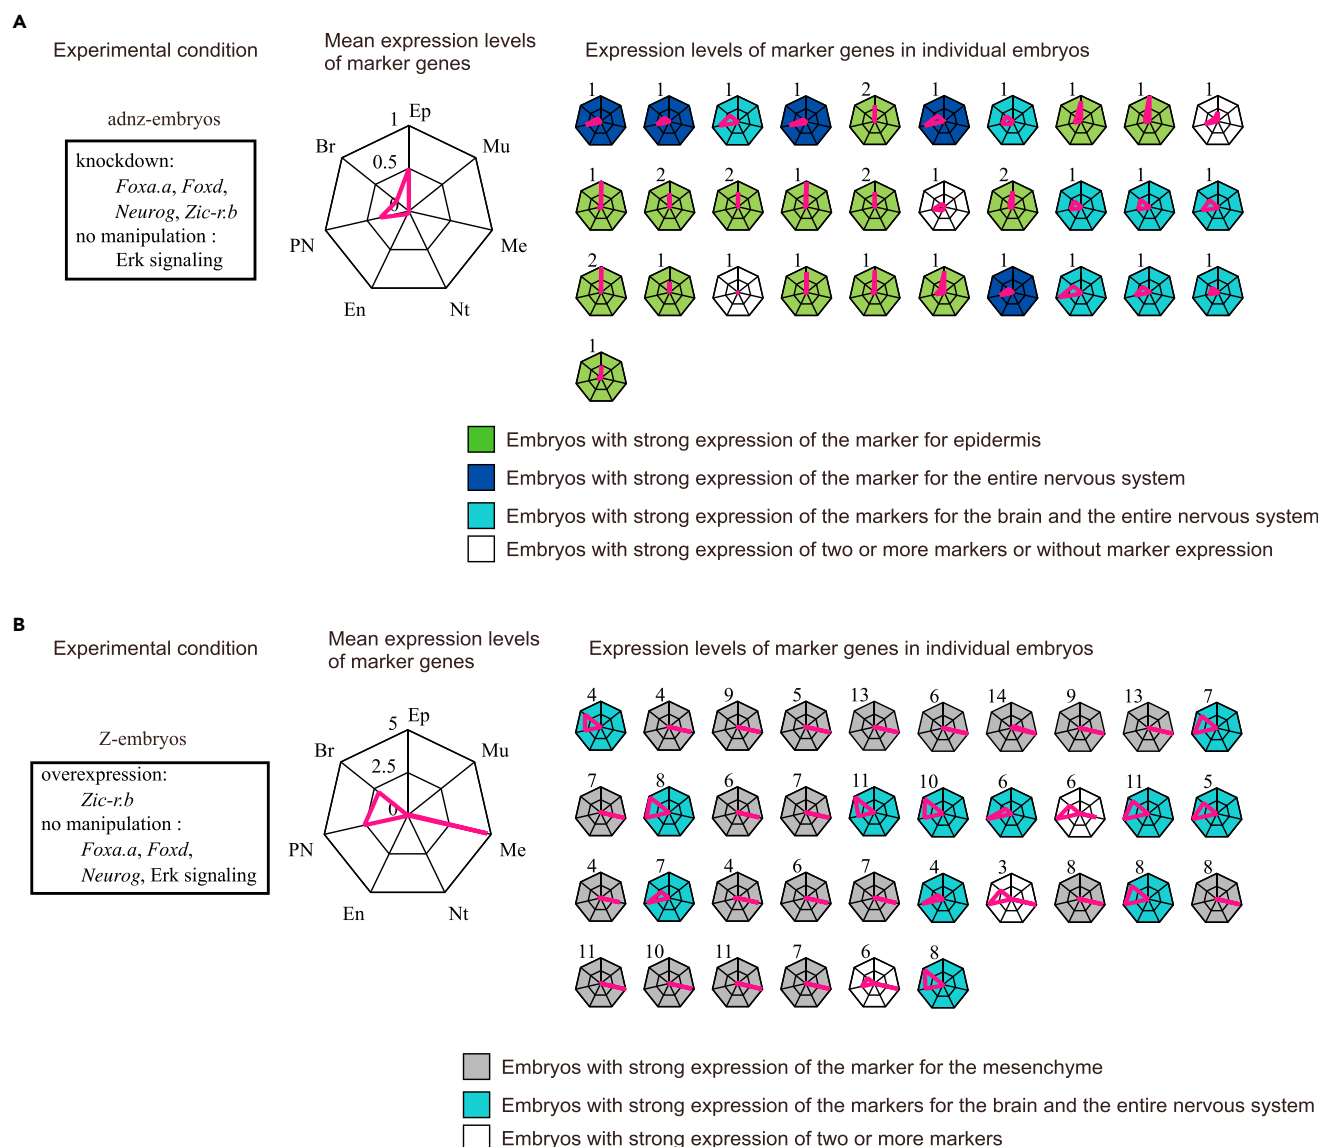 A
Experimental condition
Mean expression levels
of marker genes
Expression levels of marker genes in individual embryos
adnz-embryos
knockdown:
Foxa.a, Foxd,
Neurog, Zic-r.b
no manipulation :
Erk signaling
1
Ep
Br
0.5
Mu
0
PN
Me
En
Nt
1 1 1 1 2 1 1 1 1 1
1 2 2 1 1 1 2 1 1 1
2 1 1 1 1 1 1 1 1 1
1
Embryos with strong expression of the marker for epidermis
Embryos with strong expression of the marker for the entire nervous system
Embryos with strong expression of the markers for the brain and the entire nervous system
Embryos with strong expression of two or more markers or without marker expression
B
Experimental condition
Mean expression levels
of marker genes
Expression levels of marker genes in individual embryos
Z-embryos
overexpression:
Zic-r.b
no manipulation :
Foxa.a, Foxd,
Neurog, Erk signaling
5
Ep
Br
2.5
Mu
0
PN
Me
En
Nt
4 4 9 5 13 6 14 9 13 7
7 8 6 7 11 10 6 6 11 5
4 7 4 6 7 4 3 8 8 8
11 10 11 7 6 8
Embryos with strong expression of the marker for the mesenchyme
Embryos with strong expression of the markers for the brain and the entire nervous system
Embryos with strong expression of two or more markers